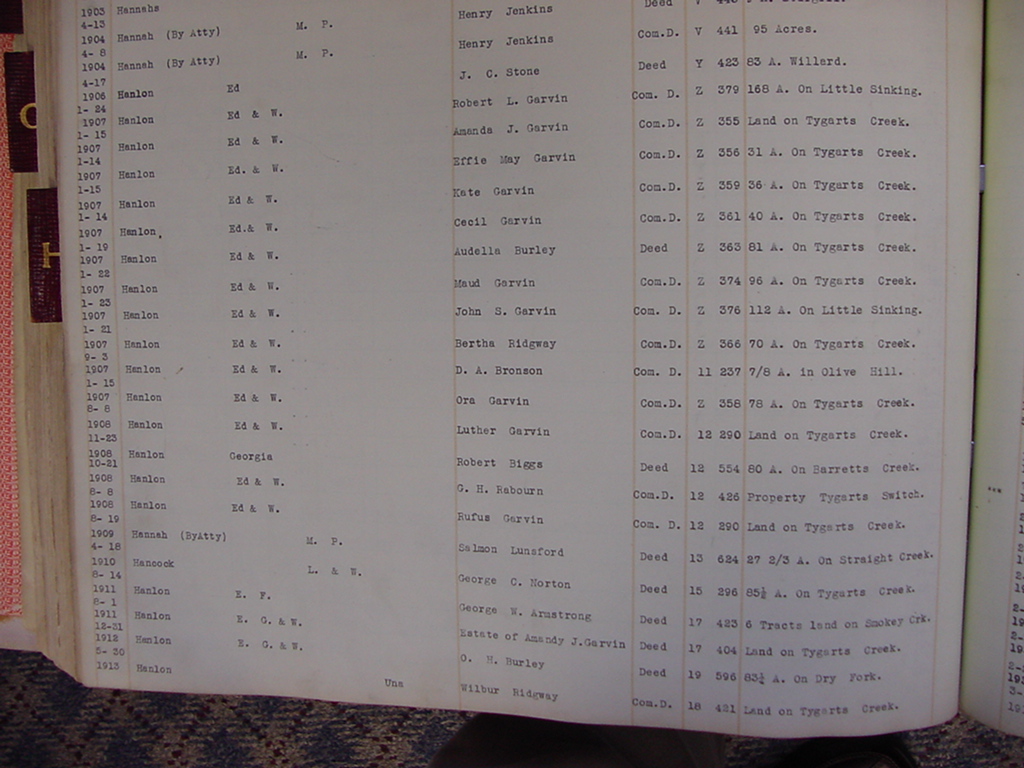 1903 Hannahs
4-13
1904 Hannah (By Atty) M. P. Henry Jenkins Deed V
4- 8
1904 Hannah (By Atty) M. P. Henry Jenkins Com.D. V 441 95 Acres.
4-17
1906 Hanlon Ed J. C. Stone Deed Y 423 83 A. Willard.
1- 24
1907 Hanlon Ed & W. Robert L. Garvin Com. D. Z 379 168 A. On Little Sinking.
1- 15
1907 Hanlon Ed & W. Amanda J. Garvin Com.D. Z 355 Land on Tygarts Creek.
1-14
1907 Hanlon Ed. & W. Effie May Garvin Com.D. Z 356 31 A. On Tygarts Creek.
1-15
1907 Hanlon Ed & W. Kate Garvin Com.D. Z 359 36 A. On Tygarts Creek.
1- 14
1907 Hanlon, Ed.& W. Cecil Garvin Com.D. Z 361 40 A. On Tygarts Creek.
1- 19
1907 Hanlon Ed & W. Audella Burley Deed Z 363 81 A. On Tygarts Creek.
1- 22
1907 Hanlon Ed & W. Maud Garvin Com.D. Z 374 96 A. On Tygarts Creek.
1- 23
1907 Hanlon Ed & W. John S. Garvin Com. D. Z 376 112 A. On Little Sinking.
1- 21
1907 Hanlon Ed & W. Bertha Ridgway Com.D. Z 366 70 A. On Tygarts Creek.
9- 3
1907 Hanlon Ed & W. D. A. Bronson Com. D. 11 237 7/8 A. in Olive Hill.
1- 15
1907 Hanlon Ed & W. Ora Garvin Com.D. Z 358 78 A. On Tygarts Creek.
8- 8
1908 Hanlon Ed & W. Luther Garvin Com.D. 12 290 Land on Tygarts Creek.
11-23
1908 Hanlon Georgia Robert Biggs Deed 12 554 80 A. On Barretts Creek.
10-21
1908 Hanlon Ed & W. G. H. Rabourn Com.D. 12 426 Property Tygarts Switch.
8- 8
1908 Hanlon Ed & W. Rufus Garvin Com. D. 12 290 Land on Tygarts Creek.
8- 19
1909 Hannah (ByAtty) M. P. Salmon Lunsford Deed 13 624 27 2/3 A. On Straight Creek.
4- 18
1910 Hancock L. & W. George C. Norton Deed 15 296 85½ A. On Tygarts Creek.
8- 14
1911 Hanlon E. F. George W. Armstrong Deed 17 423 6 Tracts land on Smokey Crk.
8- 1
1911 Hanlon E. G. & W. Estate of Amandy J.Garvin Deed 17 404 Land on Tygarts Creek.
12-31
1912 Hanlon E. G. & W. O. H. Burley Deed 19 596 83¼ A. On Dry Fork.
5- 30
1913 Hanlon Una Wilbur Ridgway Com.D. 18 421 Land on Tygarts Creek.
H